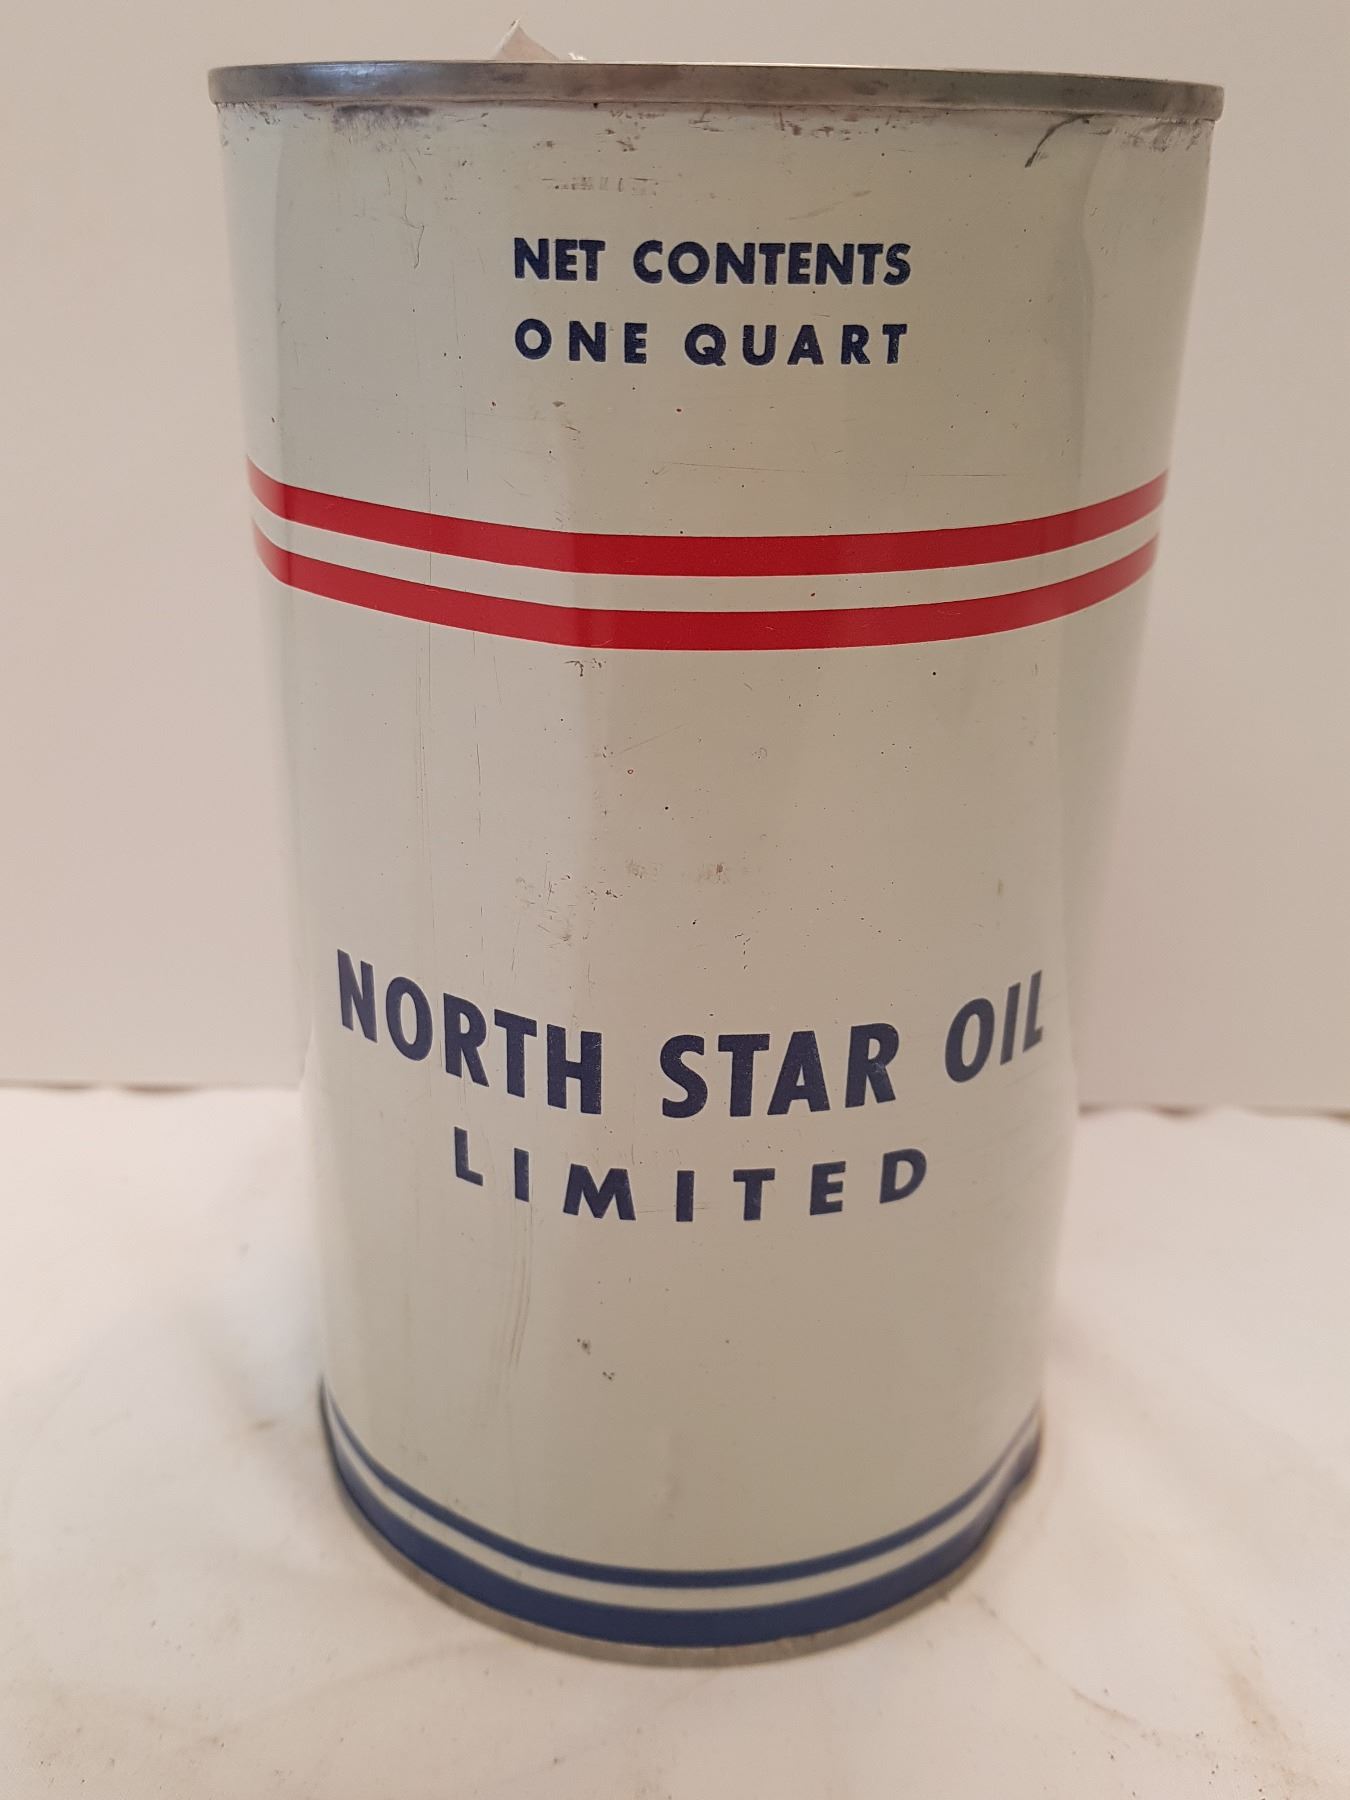 NET CONTENTS
ONE QUART
NORTH STAR OIL
LIMITED